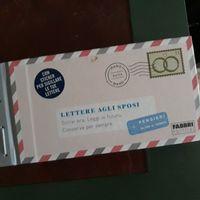 CON STICKER
PER SIGILLARE
LE TUE
LETTERE
LETTERE AGLI SPOSI
Scrivi ora. Leggi in futuro.
Conserva per sempre.
+ PENSIERI
FABBRI